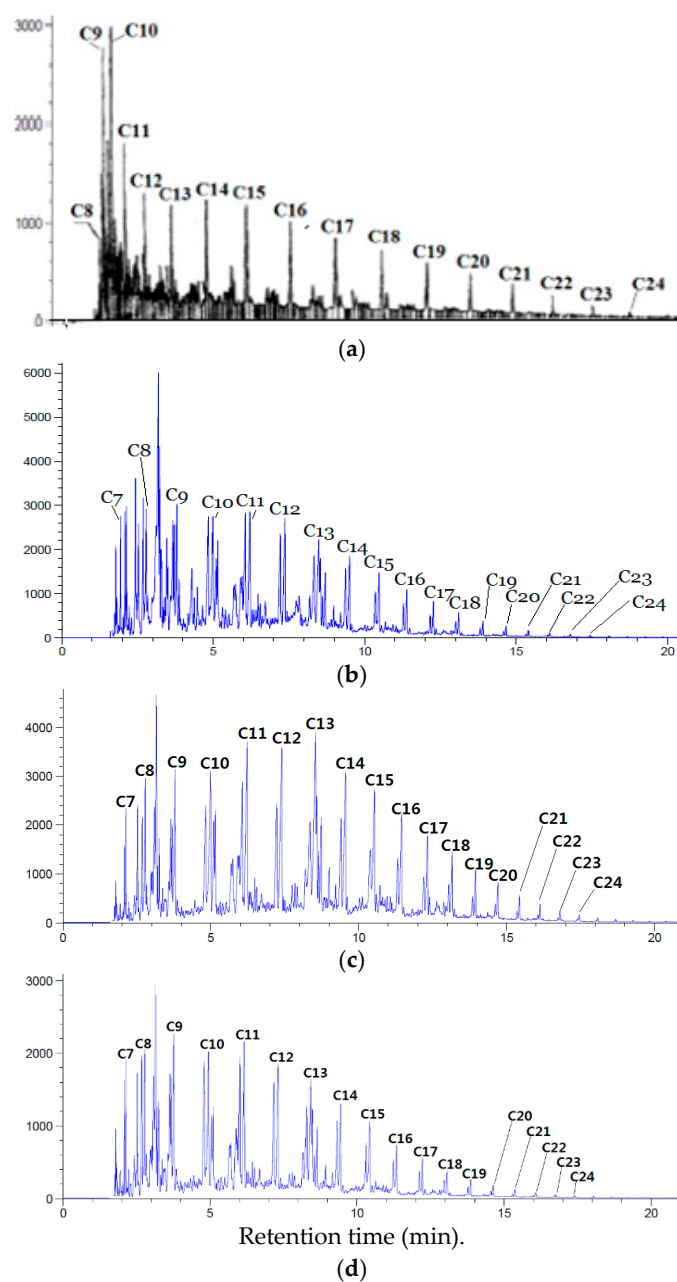 3000
C9
C10
2000
C11
C12 C13 C14 C15
C16
1000
C8
C17
C18
C19
C20
C21
C22
C23
C24
0
0 5 10 15 20
(a)
6000
5000
4000
C8
3000
C7
C9
C10
C11
C12
2000
C13
C14
C15
1000
C16
C17
C18
C19
C20
C21
C22
C23
C24
0
0 5 10 15 20
(b)
4000
C11
C12
C13
3000
C8
C9
C10
C14
C15
C7
2000
C16
C17
C18
1000
C19
C20
C21
C22
C23
C24
0
0 5 10 15 20
(c)
3000
2000
C7
C8
C9
C10
C11
C12
C13
C14
1000
C15
C16
C17
C18
C19
C20
C21
C22
C23
C24
0
0 5 10 15 20
Retention time (min).
(d)